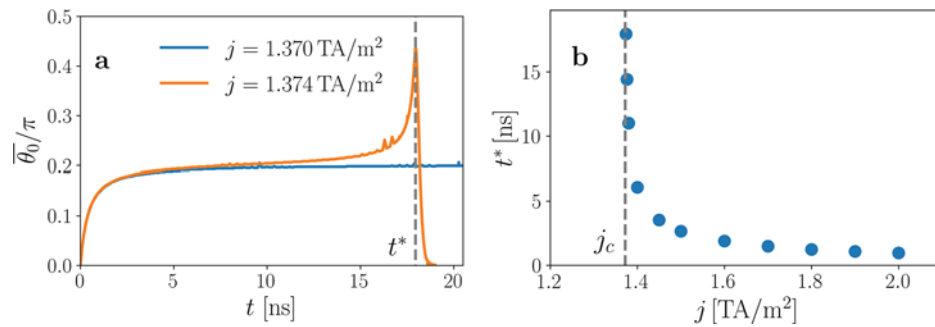 a
j = 1.370 TA/m²
j = 1.374 TA/m²
0.5
0.4
0.3
0.2
0.1
0.0
θ̅₀/π
t*
0 5 10 15 20
t [ns]
b
15
10
5
0
t* [ns]
j_c
1.2 1.4 1.6 1.8 2.0
j [TA/m²]